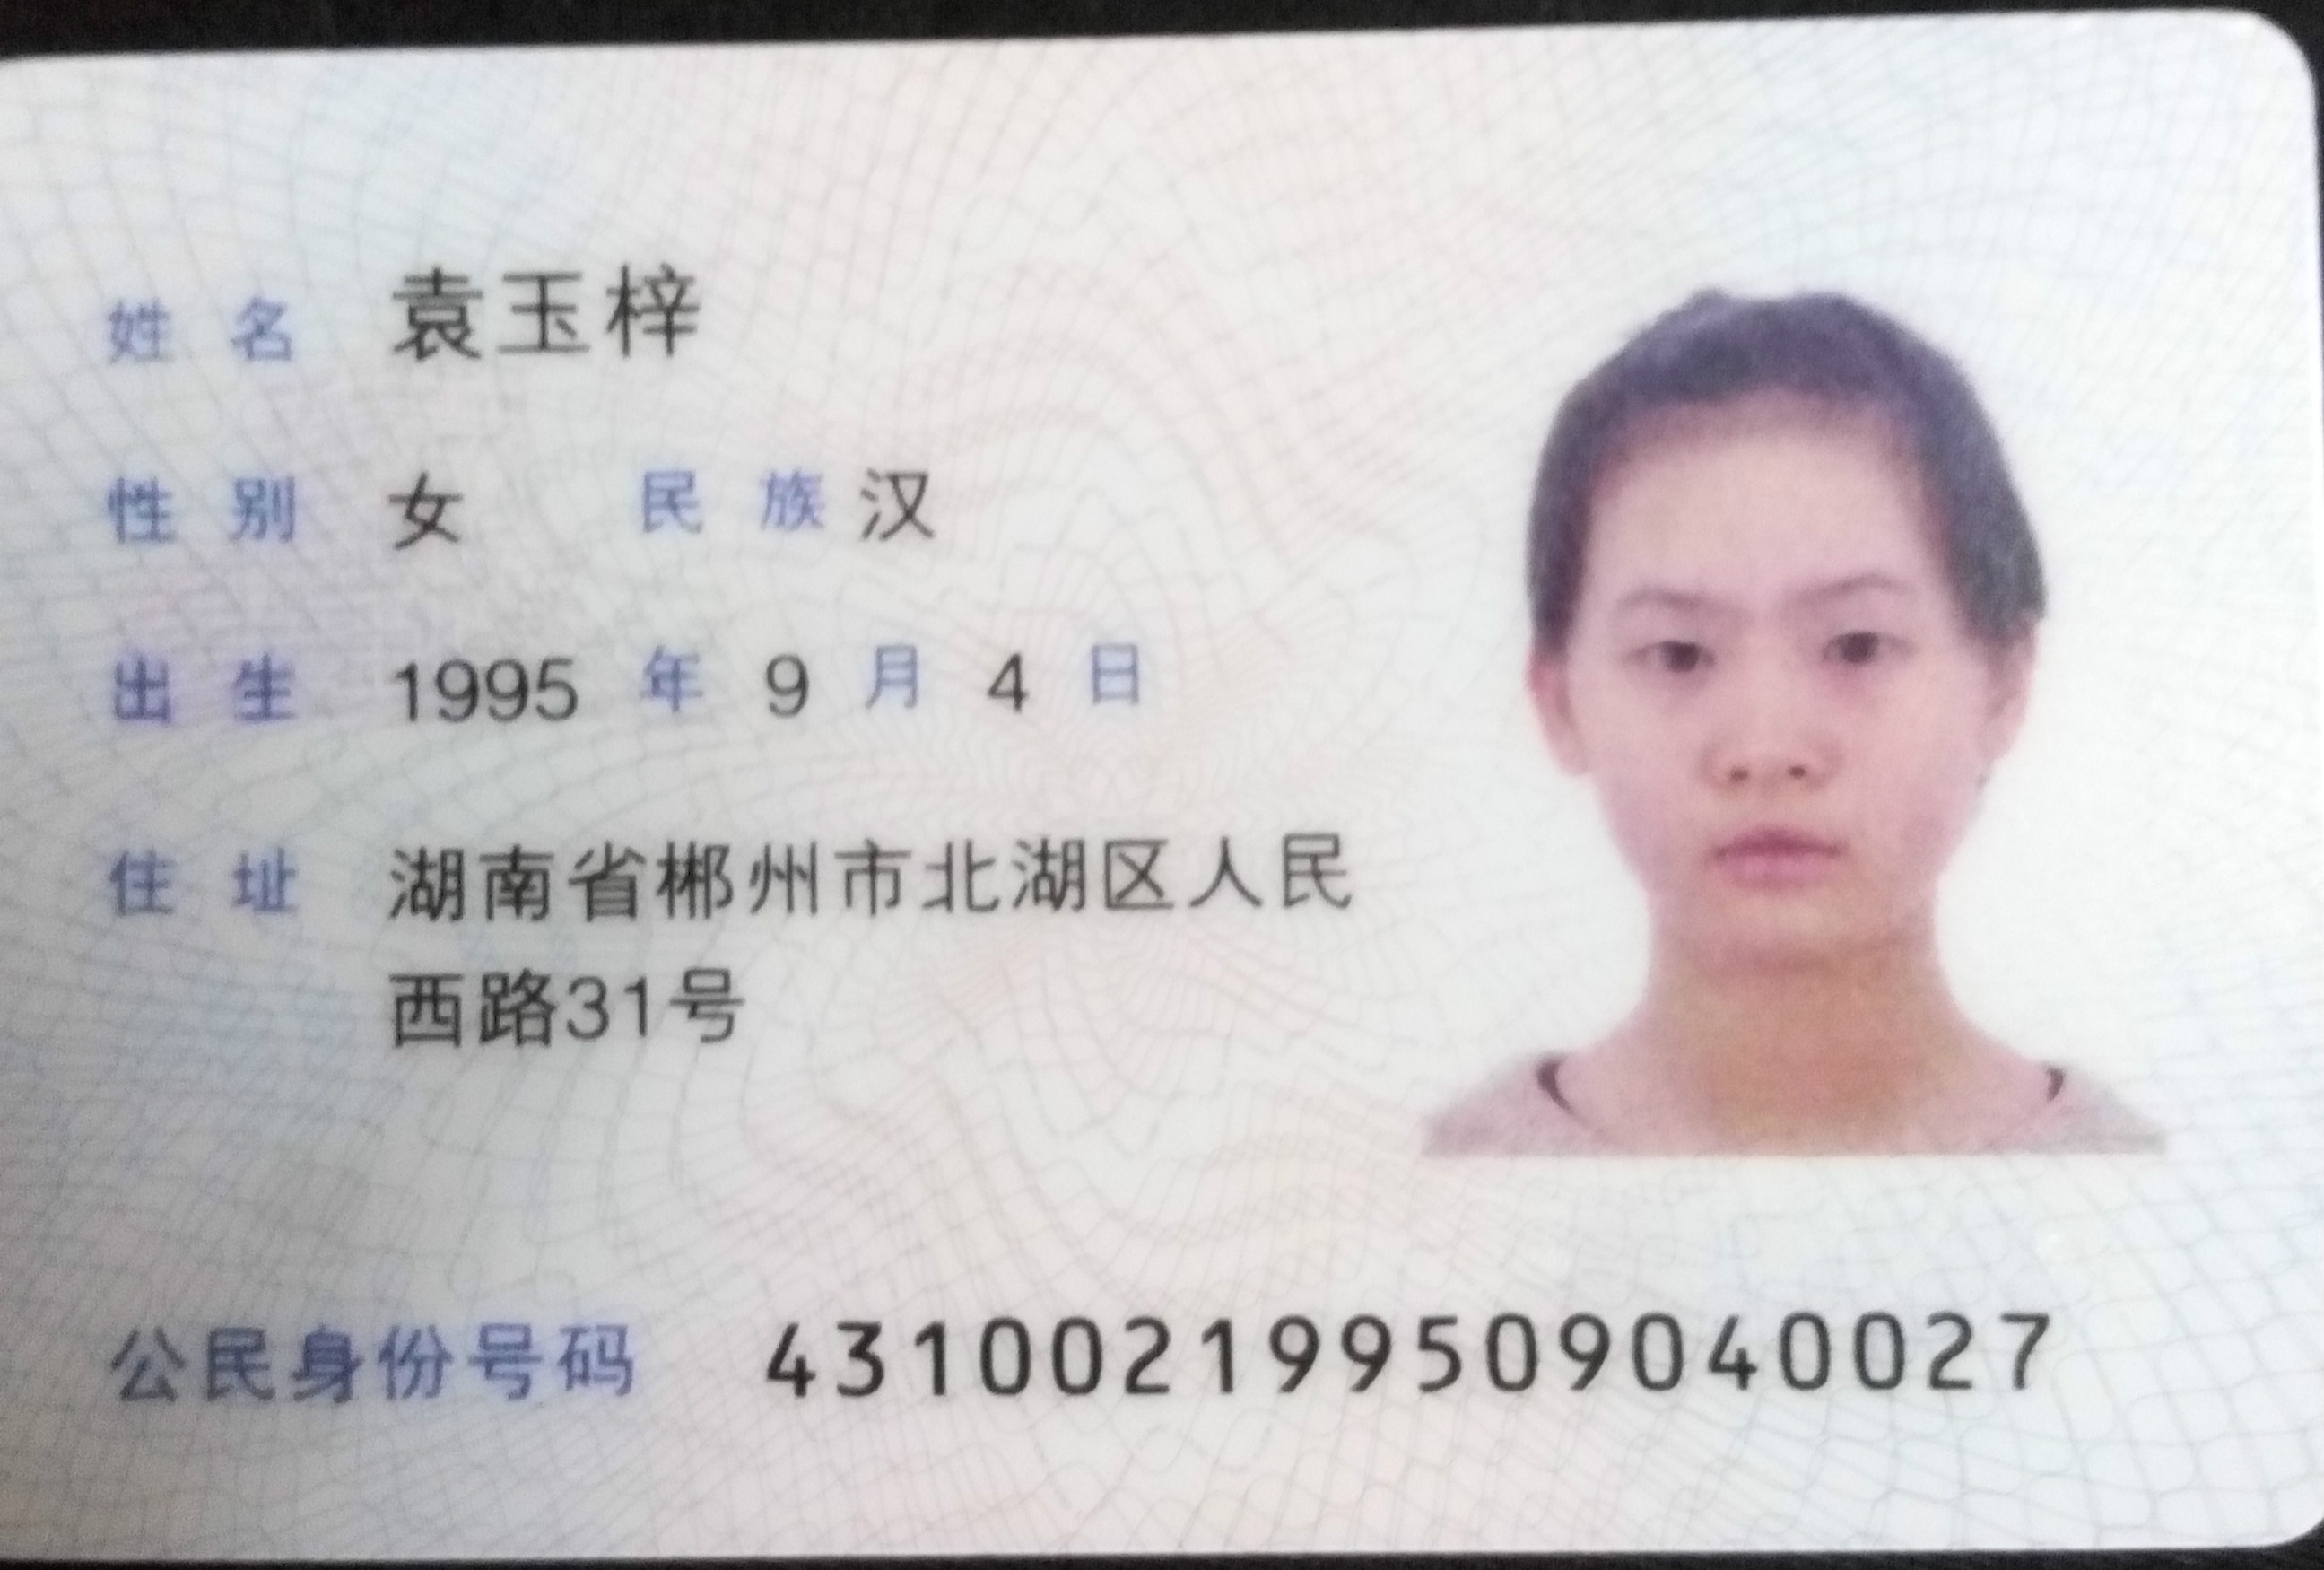 姓名 袁玉梓
性别 女 民族 汉
出生 1995 年 9 月 4 日
住址 湖南省郴州市北湖区人民
西路31号
公民身份号码 431002199509040027